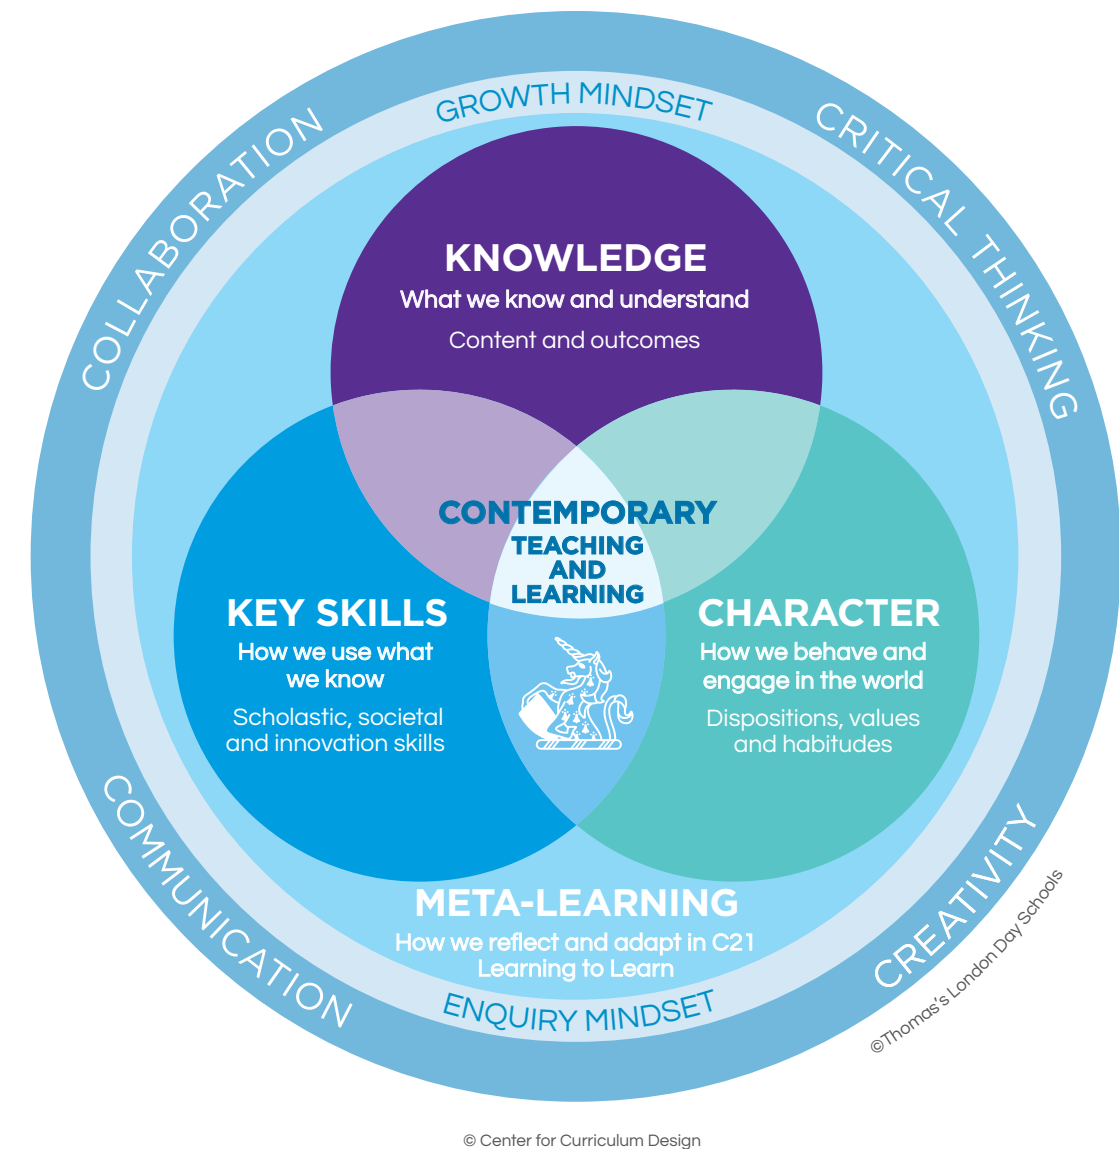 COLLABORATION
GROWTH MINDSET
CRITICAL THINKING
KNOWLEDGE
What we know and understand
Content and outcomes
CONTEMPORARY
TEACHING
AND
LEARNING
KEY SKILLS
How we use what
we know
Scholastic, societal
and innovation skills
CHARACTER
How we behave and
engage in the world
Dispositions, values
and habitudes
META-LEARNING
How we reflect and adapt in C21
Learning to Learn
ENQUIRY MINDSET
COMMUNICATION
CREATIVITY
©Thomas's London Day Schools
© Center for Curriculum Design